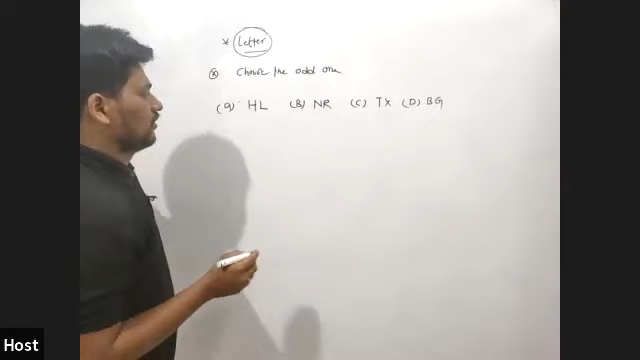 * Letter
* Choose the odd one
(a) HL (B) NR (C) TX (D) BG
Host